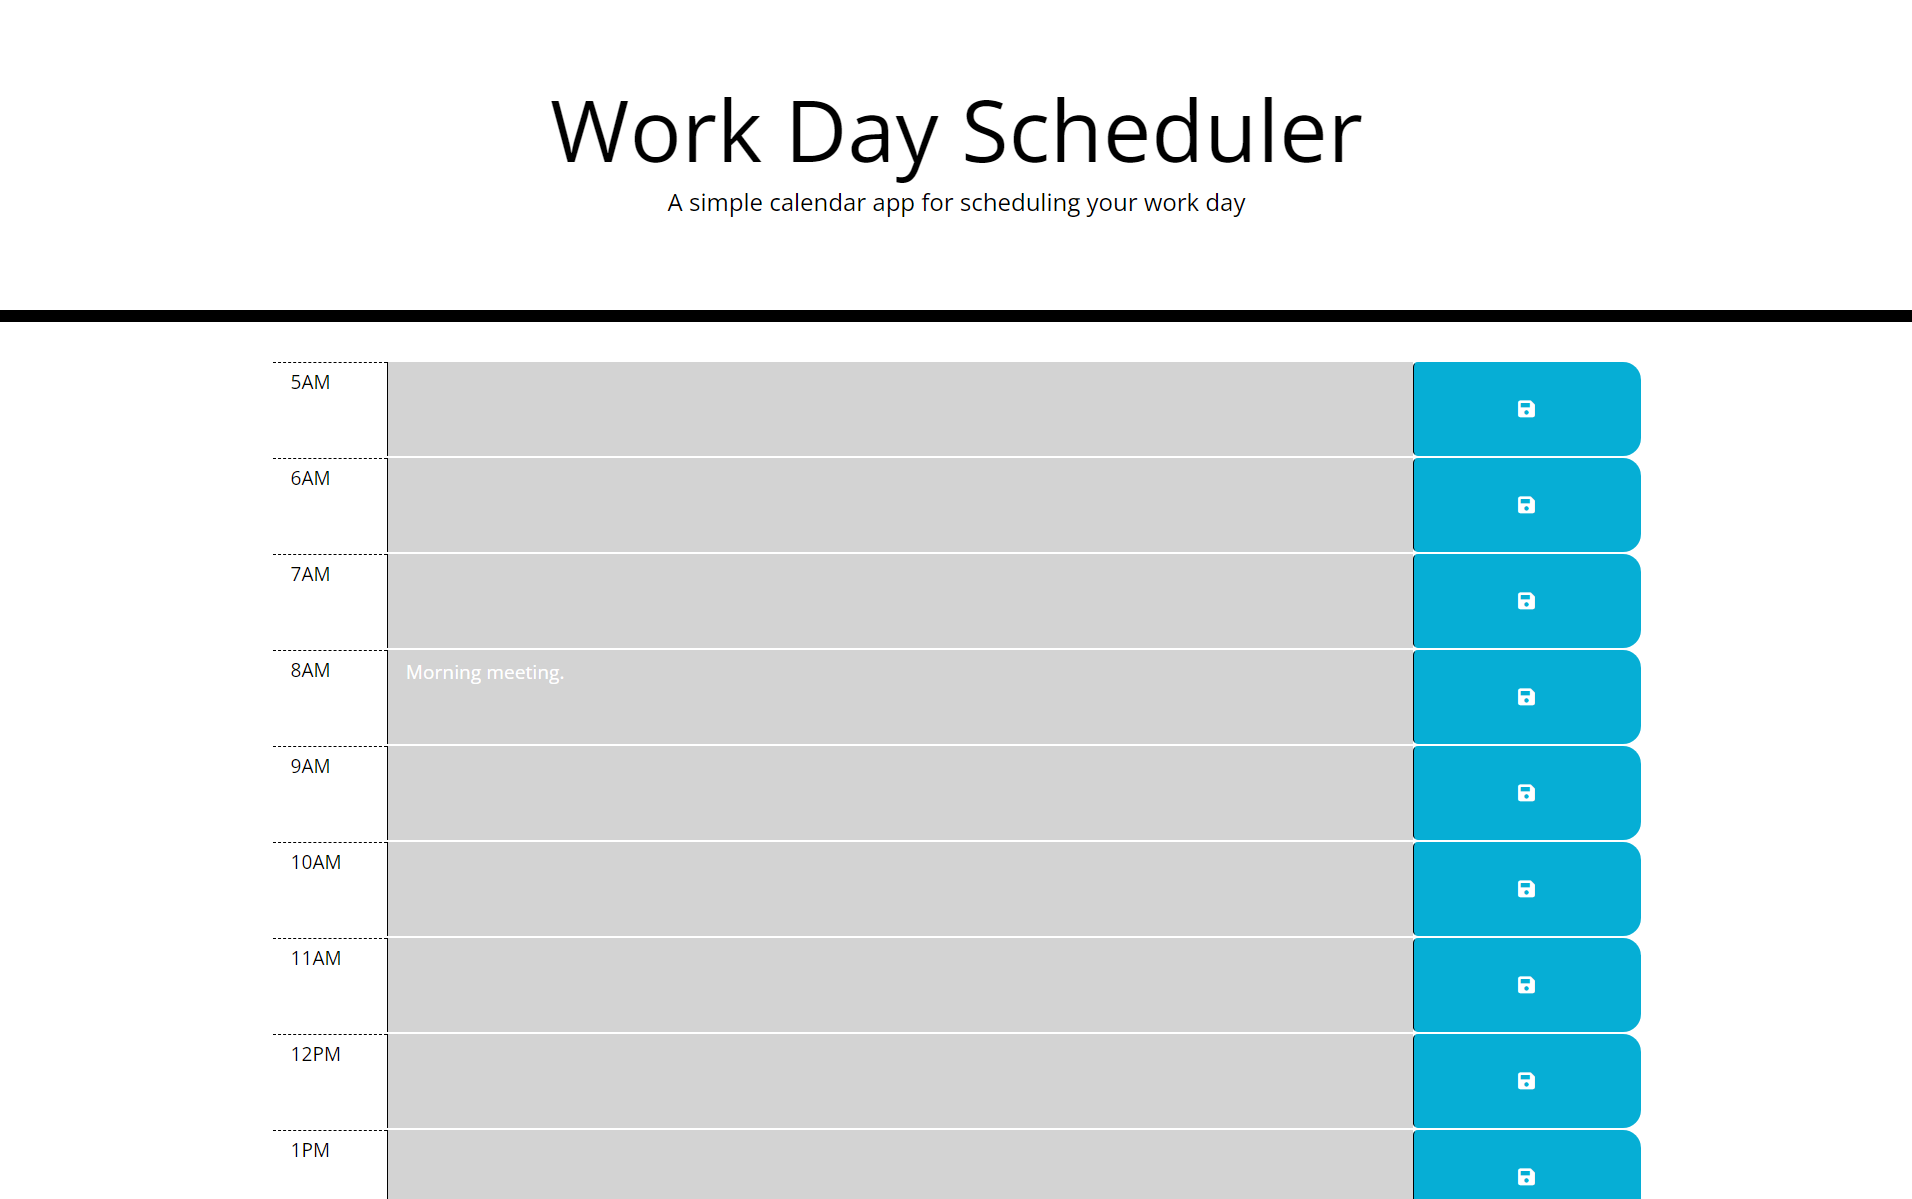 Work Day Scheduler
A simple calendar app for scheduling your work day
5AM
6AM
7AM
8AM
Morning meeting.
9AM
10AM
11AM
12PM
1PM